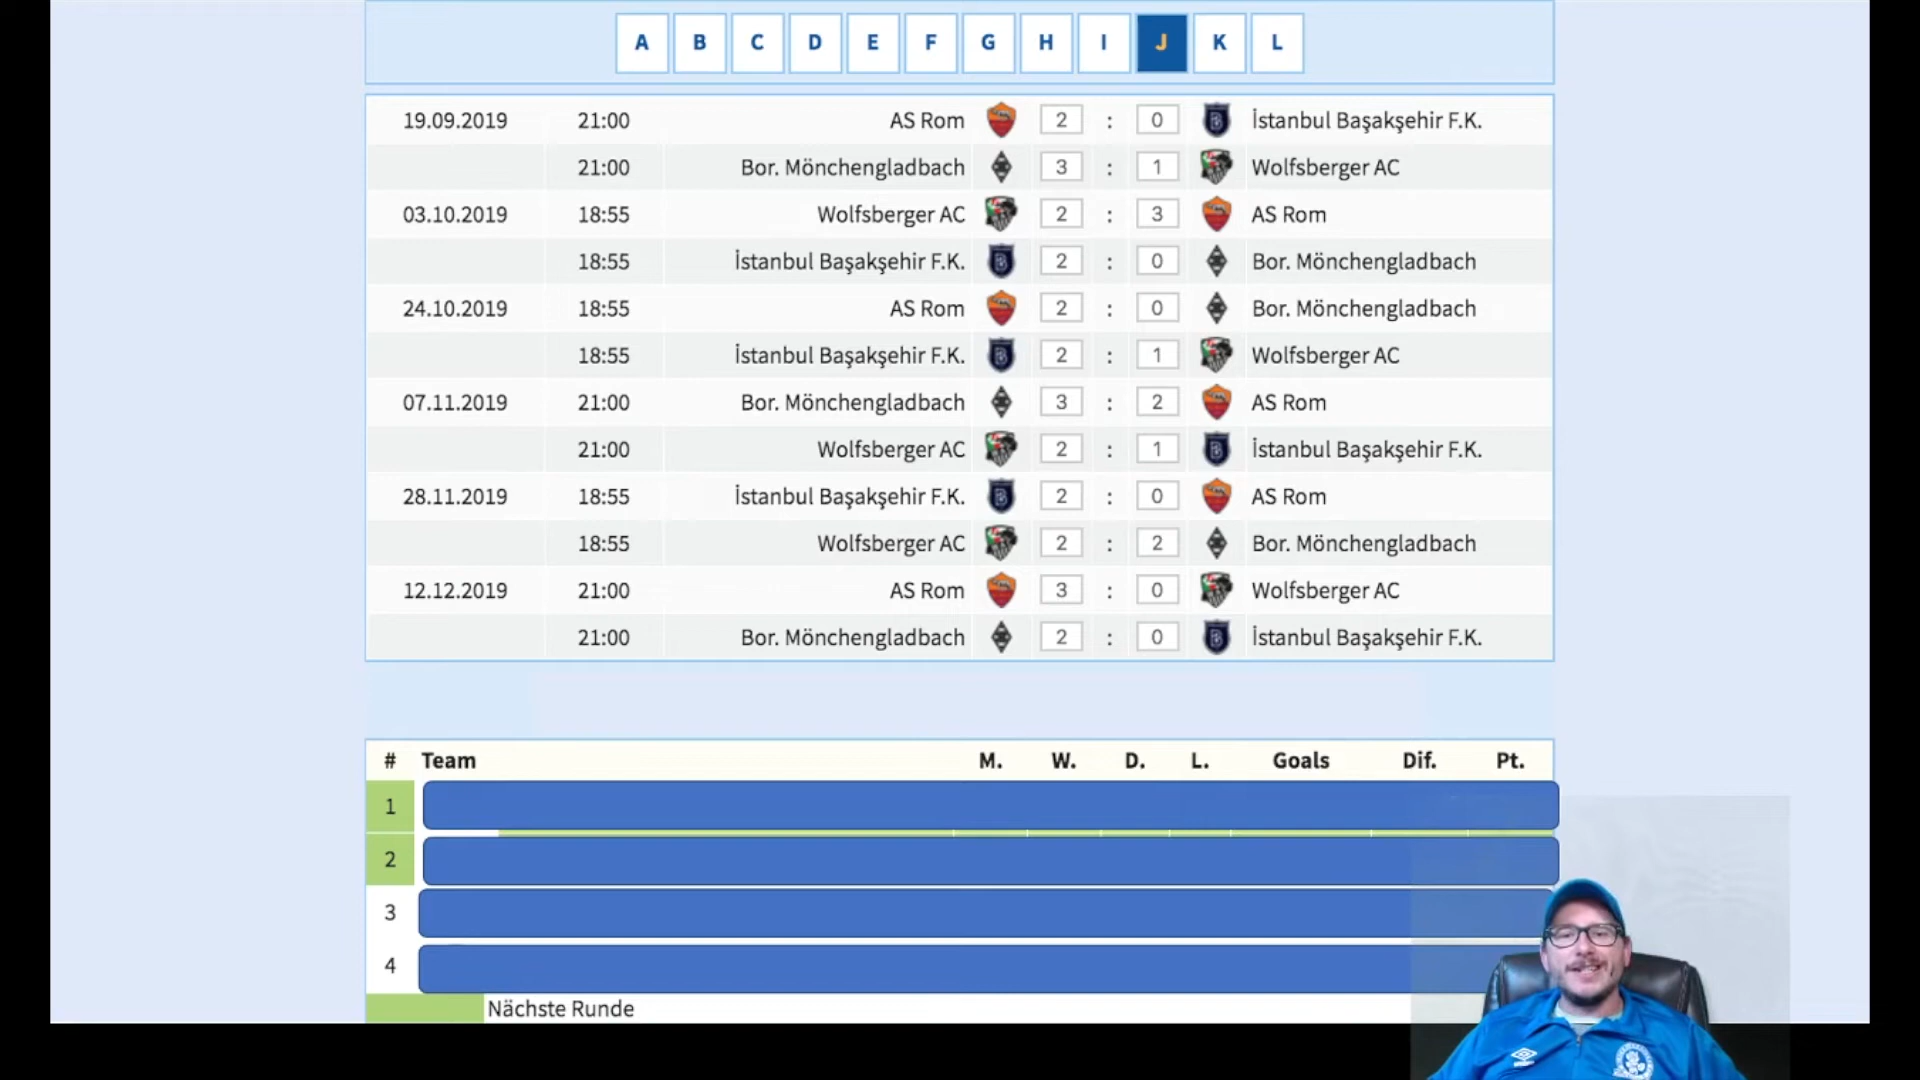 A B C D E F G H I J K L
19.09.2019 21:00 AS Rom 2 : 0 İstanbul Başakşehir F.K.
21:00 Bor. Mönchengladbach 3 : 1 Wolfsberger AC
03.10.2019 18:55 Wolfsberger AC 2 : 3 AS Rom
18:55 İstanbul Başakşehir F.K. 2 : 0 Bor. Mönchengladbach
24.10.2019 18:55 AS Rom 2 : 0 Bor. Mönchengladbach
18:55 İstanbul Başakşehir F.K. 2 : 1 Wolfsberger AC
07.11.2019 21:00 Bor. Mönchengladbach 3 : 2 AS Rom
21:00 Wolfsberger AC 2 : 1 İstanbul Başakşehir F.K.
28.11.2019 18:55 İstanbul Başakşehir F.K. 2 : 0 AS Rom
18:55 Wolfsberger AC 2 : 2 Bor. Mönchengladbach
12.12.2019 21:00 AS Rom 3 : 0 Wolfsberger AC
21:00 Bor. Mönchengladbach 2 : 0 İstanbul Başakşehir F.K.
# Team M. W. D. L. Goals Dif. Pt.
1
2
3
4
Nächste Runde